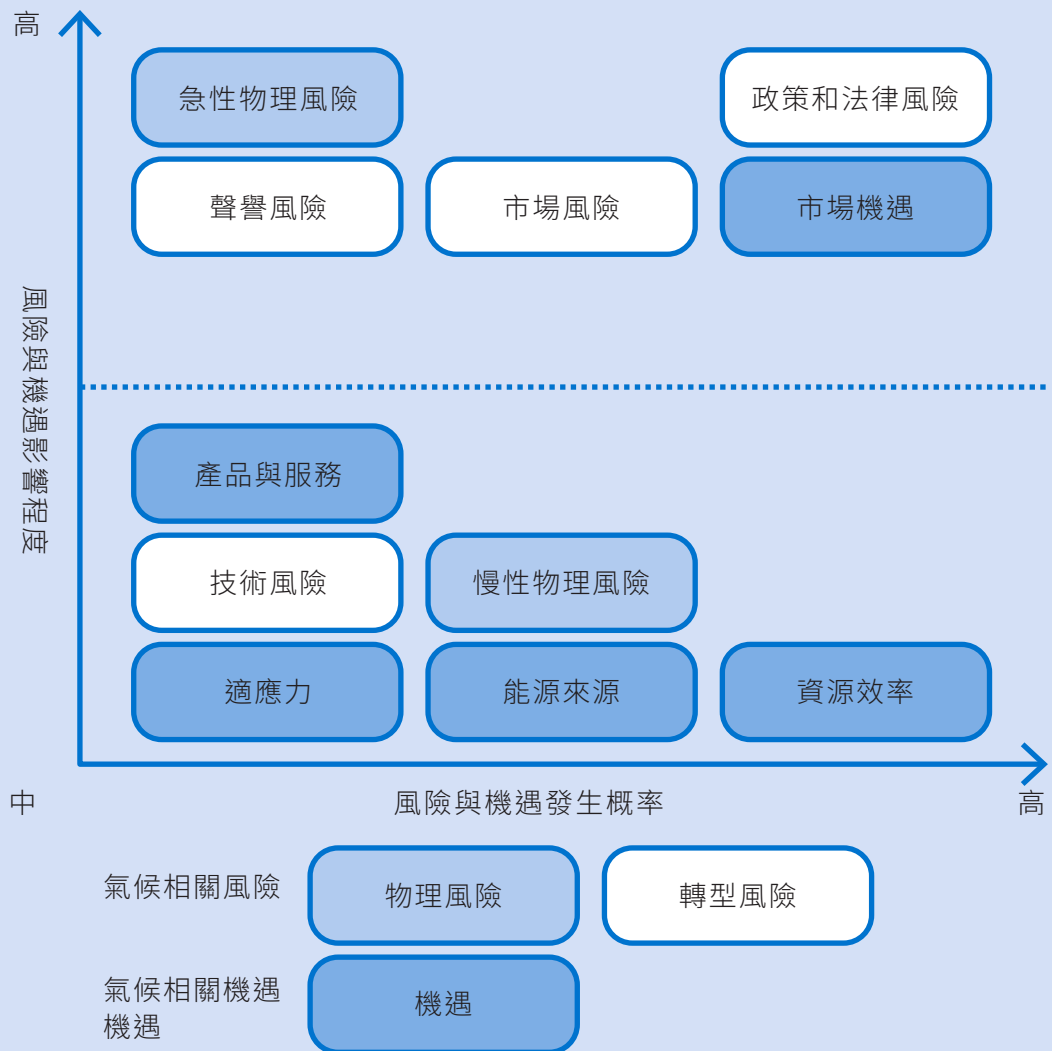 高
急性物理風險
政策和法律風險
聲譽風險
市場風險
市場機遇
風險與機遇影響程度
產品與服務
技術風險
慢性物理風險
適應力
能源來源
資源效率
中
風險與機遇發生概率
高
氣候相關風險
物理風險
轉型風險
氣候相關機遇
機遇
機遇